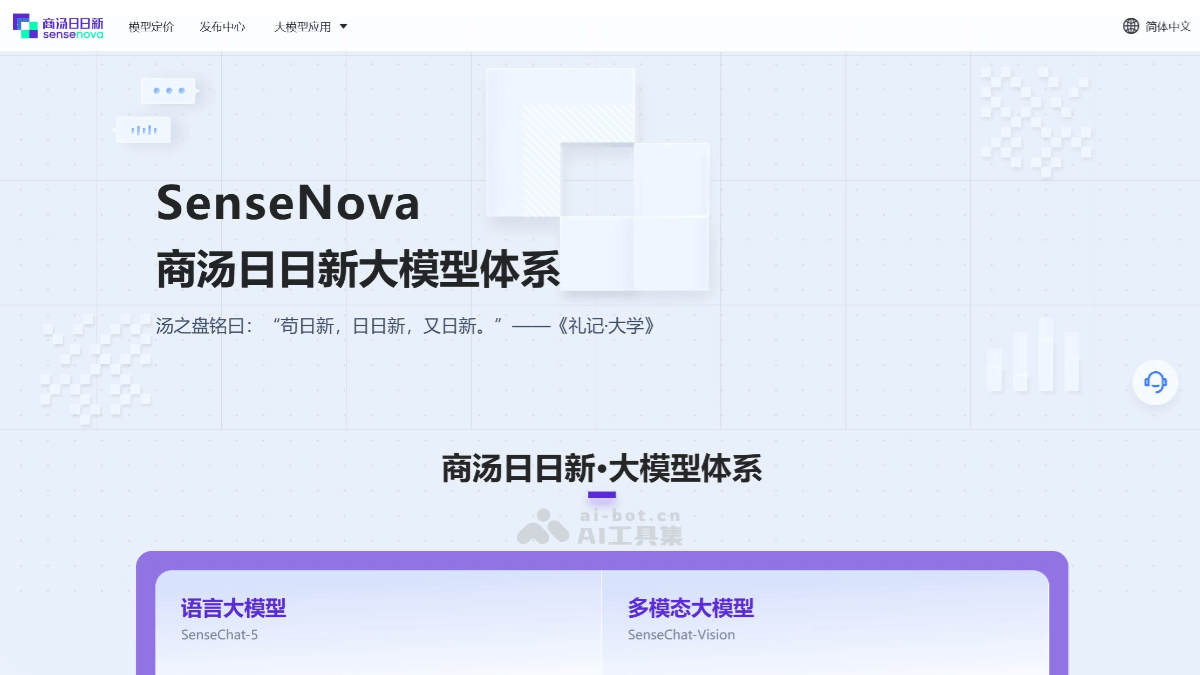 商汤日日新
sensenova
模型定价
发布中心
大模型应用
简体中文
SenseNova
商汤日日新大模型体系
汤之盘铭曰：“苟日新，日日新，又日新。”——《礼记·大学》
商汤日日新•大模型体系
ai-bot.cn
AI工具集
语言大模型
多模态大模型
SenseChat-5
SenseChat-Vision